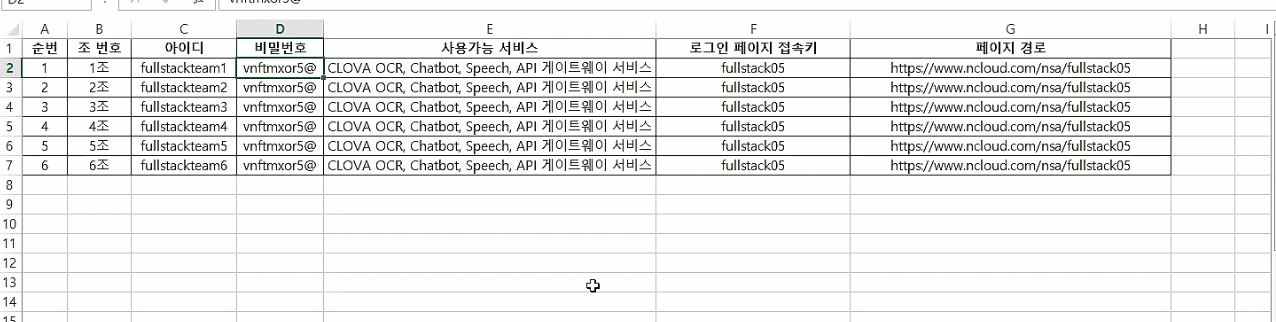 A B C D E F G H I
1 순번 조 번호 아이디 비밀번호 사용가능 서비스 로그인 페이지 접속키 페이지 경로
2 1 1조 fullstackteam1 vnftmxor5@ CLOVA OCR, Chatbot, Speech, API 게이트웨이 서비스 fullstack05 https://www.ncloud.com/nsa/fullstack05
3 2 2조 fullstackteam2 vnftmxor5@ CLOVA OCR, Chatbot, Speech, API 게이트웨이 서비스 fullstack05 https://www.ncloud.com/nsa/fullstack05
4 3 3조 fullstackteam3 vnftmxor5@ CLOVA OCR, Chatbot, Speech, API 게이트웨이 서비스 fullstack05 https://www.ncloud.com/nsa/fullstack05
5 4 4조 fullstackteam4 vnftmxor5@ CLOVA OCR, Chatbot, Speech, API 게이트웨이 서비스 fullstack05 https://www.ncloud.com/nsa/fullstack05
6 5 5조 fullstackteam5 vnftmxor5@ CLOVA OCR, Chatbot, Speech, API 게이트웨이 서비스 fullstack05 https://www.ncloud.com/nsa/fullstack05
7 6 6조 fullstackteam6 vnftmxor5@ CLOVA OCR, Chatbot, Speech, API 게이트웨이 서비스 fullstack05 https://www.ncloud.com/nsa/fullstack05
8
9
10
11
12
13
14